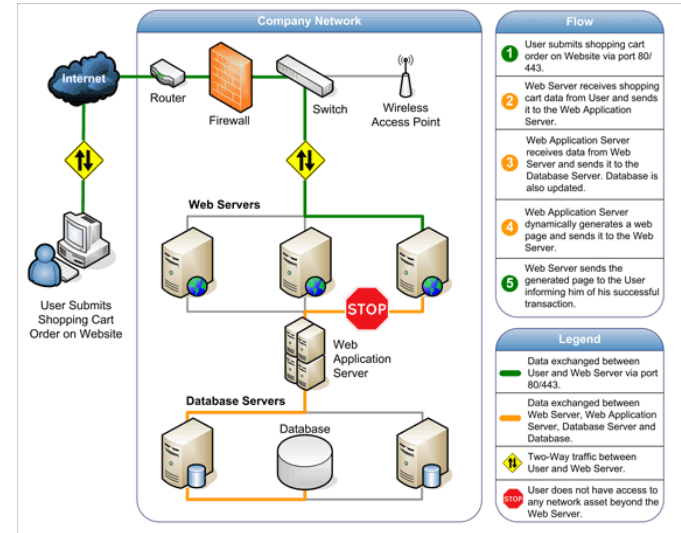 Company Network
Internet
Router
Firewall
Switch
Wireless
Access Point
Web Servers
User Submits
Shopping Cart
Order on Website
STOP
Web
Application
Server
Database Servers
Database
Flow
1
User submits shopping cart
order on Website via port 80/
443.
2
Web Server receives shopping
cart data from User and sends
it to the Web Application
Server.
3
Web Application Server
receives data from Web
Server and sends it to the
Database Server. Database is
also updated.
4
Web Application Server
dynamically generates a web
page and sends it to the Web
Server.
5
Web Server sends the
generated page to the User
informing him of his successful
transaction.
Legend
Data exchanged between
User and Web Server via port
80/443.
Data exchanged between
Web Server, Web Application
Server, Database Server and
Database.
Two-Way traffic between
User and Web Server.
STOP
User does not have access to
any network asset beyond the
Web Server.